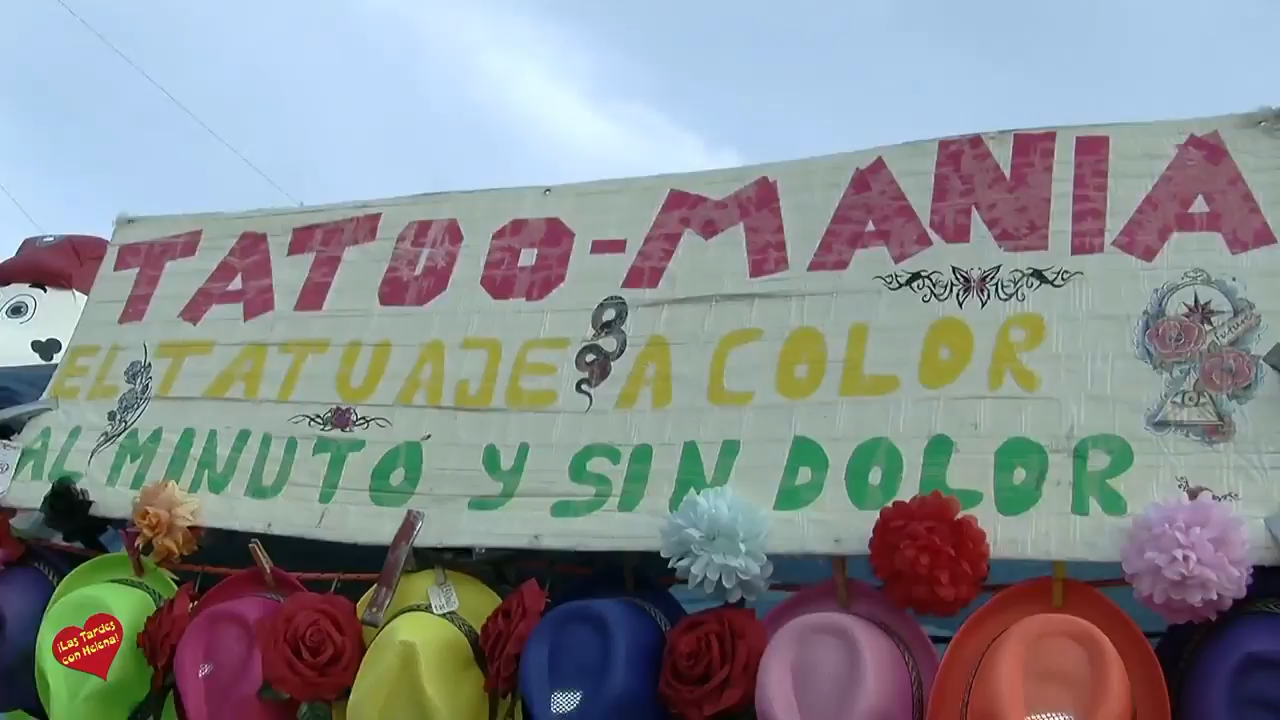 TATOO-MANIA
EL TATUAJE A COLOR
AL MINUTO Y SIN DOLOR
¡Las Tardes
con Helena!